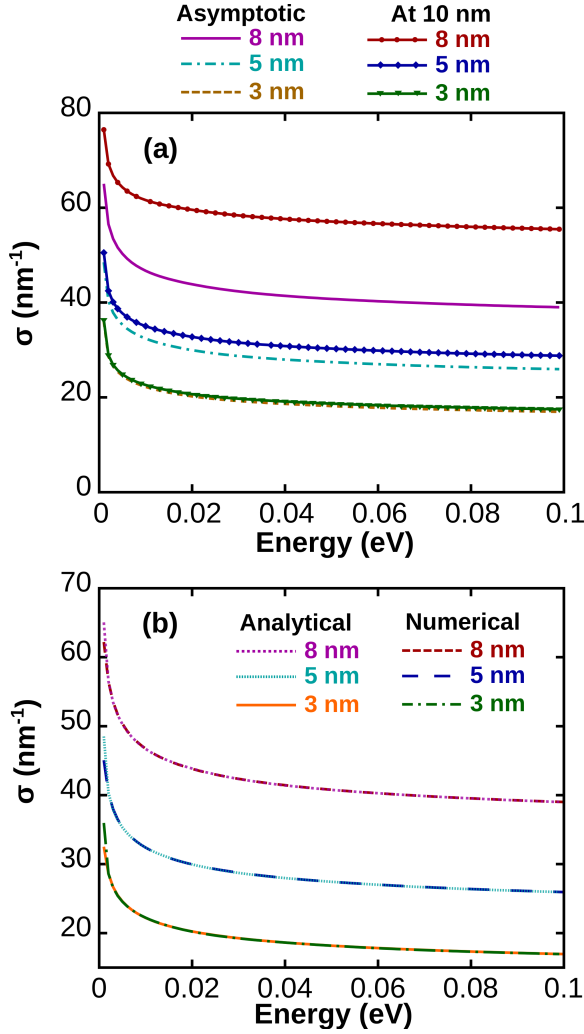 Asymptotic At 10 nm
8 nm 8 nm
5 nm 5 nm
3 nm 3 nm
80
(a)
60
σ (nm-1)
40
20
0
0 0.02 0.04 0.06 0.08 0.1
Energy (eV)
70
(b) Analytical Numerical
8 nm 8 nm
5 nm 5 nm
3 nm 3 nm
60
50
σ (nm-1)
40
30
20
0 0.02 0.04 0.06 0.08 0.1
Energy (eV)